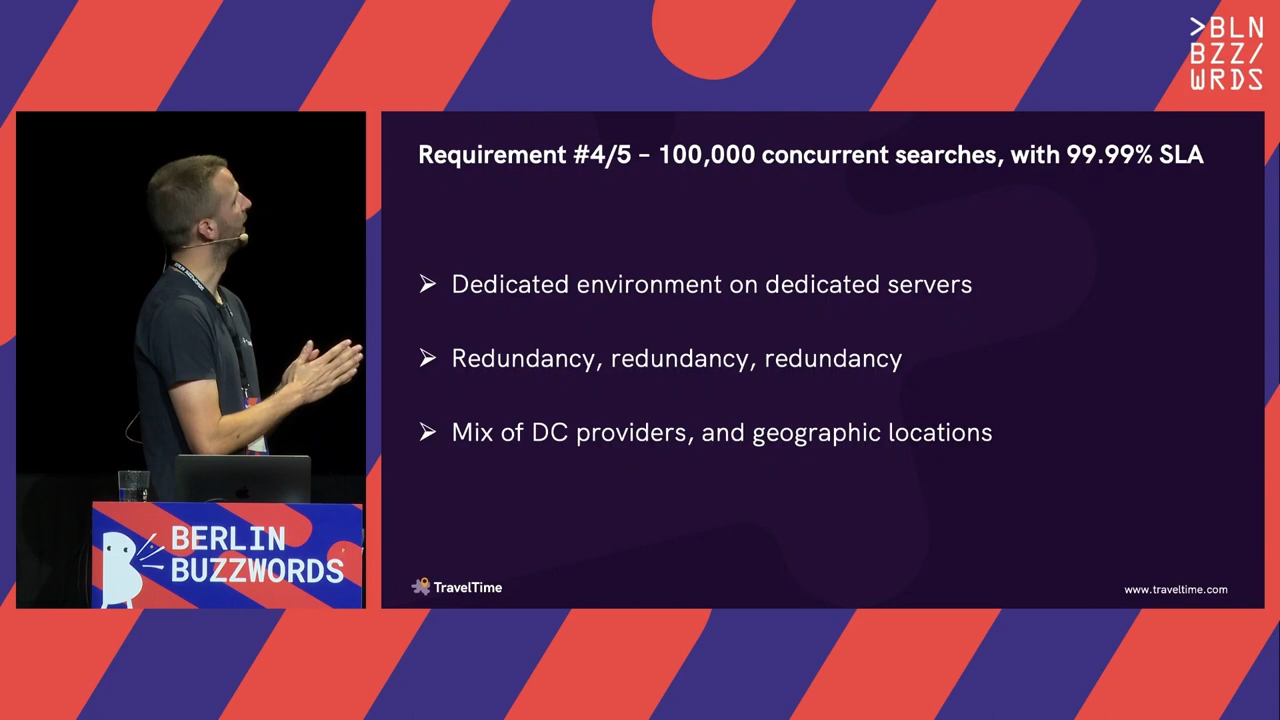 >BLN
BZZ/
WRDS
Requirement #4/5 – 100,000 concurrent searches, with 99.99% SLA
➢ Dedicated environment on dedicated servers
➢ Redundancy, redundancy, redundancy
➢ Mix of DC providers, and geographic locations
TravelTime
www.traveltime.com
BERLIN
BUZZWORDS